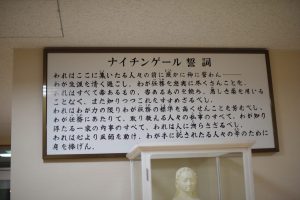 ナイチンゲール誓詞
われはここに集いたる人々の前に厳かに神に誓わん
わが生涯を清く過ごし、わが任務を忠実に尽くさんことを。
われはすべて毒あるもの、害あるものを絶ち、悪しき薬を用いる
ことなく、また知りつつこれをすすめざるべし。
われはわが力の限りわが任務の標準を高くせんことを努むべし。
わが任務にあたりて、取り扱える人々の私事のすべて、わが知り
得たる一家の内事のすべて、われは人に洩らさざるべし。
われは心より医師を助け、わが手に託されたる人々の幸のために
身を捧げん。